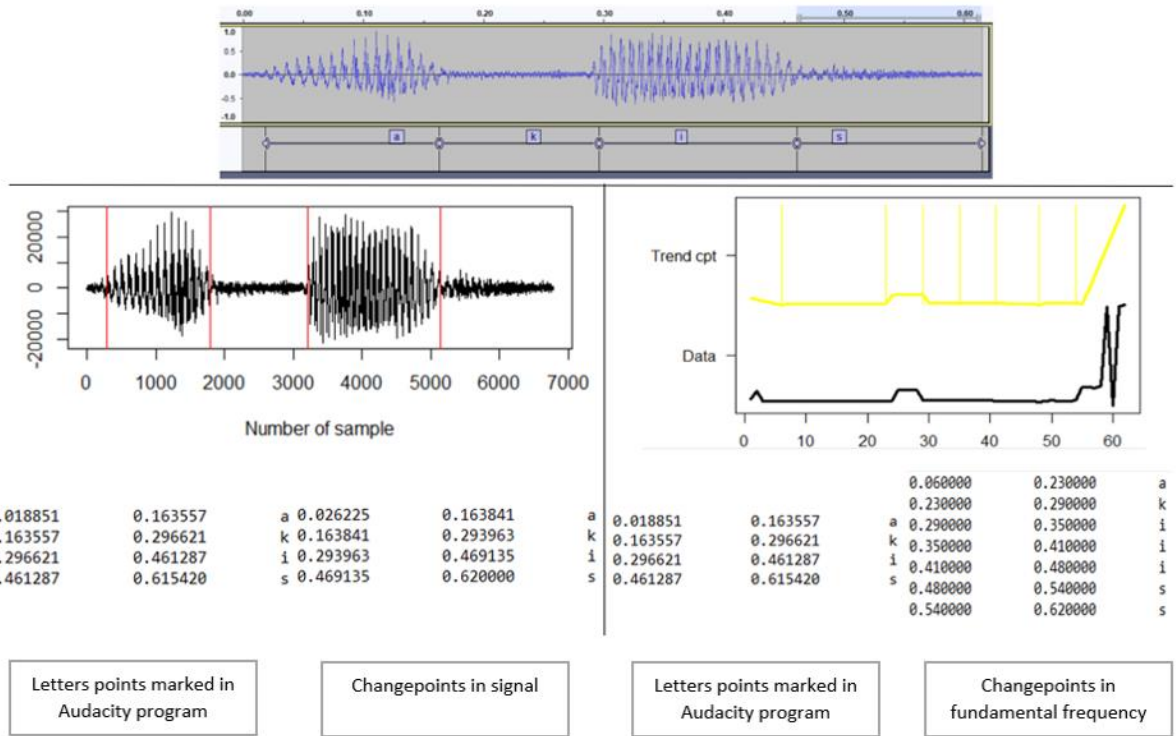 0.00 0.10 0.20 0.30 0.40 0.50 0.60
1.0
0.5
0.0
-0.5
-1.0
a k i s
20000
0
-20000
0 1000 2000 3000 4000 5000 6000 7000
Number of sample
Trend cpt
Data
0 10 20 30 40 50 60
.018851 0.163557 a 0.026225 0.163841 a
.163557 0.296621 k 0.163841 0.293963 k
.296621 0.461287 i 0.293963 0.469135 i
.461287 0.615420 s 0.469135 0.620000 s
0.018851 0.163557 a
0.163557 0.296621 k
0.296621 0.461287 i
0.461287 0.615420 s
0.060000 0.230000 a
0.230000 0.290000 k
0.290000 0.350000 i
0.350000 0.410000 i
0.410000 0.480000 i
0.480000 0.540000 s
0.540000 0.620000 s
Letters points marked in
Audacity program
Changepoints in signal
Letters points marked in
Audacity program
Changepoints in
fundamental frequency